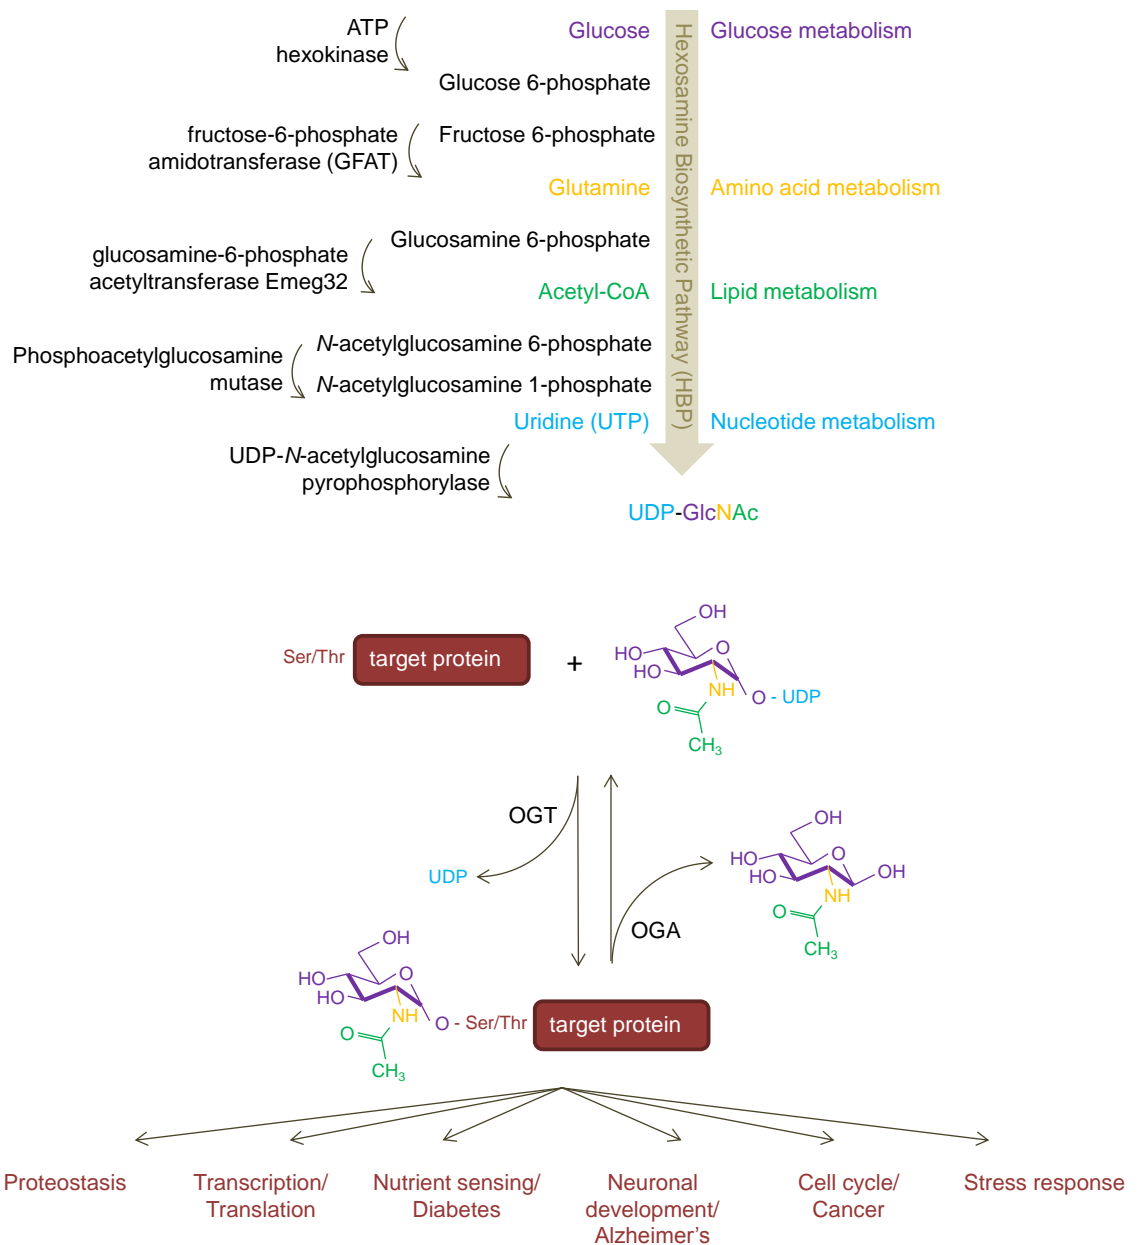 ATP
hexokinase
Glucose
Glucose metabolism
Glucose 6-phosphate
fructose-6-phosphate
amidotransferase (GFAT)
Fructose 6-phosphate
Glutamine
Amino acid metabolism
Glucosamine 6-phosphate
glucosamine-6-phosphate
acetyltransferase Emeg32
Acetyl-CoA
Lipid metabolism
N-acetylglucosamine 6-phosphate
Phosphoacetylglucosamine
mutase
N-acetylglucosamine 1-phosphate
Uridine (UTP)
Nucleotide metabolism
Hexosamine Biosynthetic Pathway (HBP)
UDP-N-acetylglucosamine
pyrophosphorylase
UDP-GlcNAc
Ser/Thr
target protein
+
OH
HO
HO
O
NH
O
O - UDP
CH3
OGT
UDP
OGA
OH
HO
HO
O
OH
NH
O
CH3
OH
HO
HO
O
NH
O
O - Ser/Thr
CH3
target protein
Proteostasis
Transcription/
Translation
Nutrient sensing/
Diabetes
Neuronal
development/
Alzheimer's
Cell cycle/
Cancer
Stress response